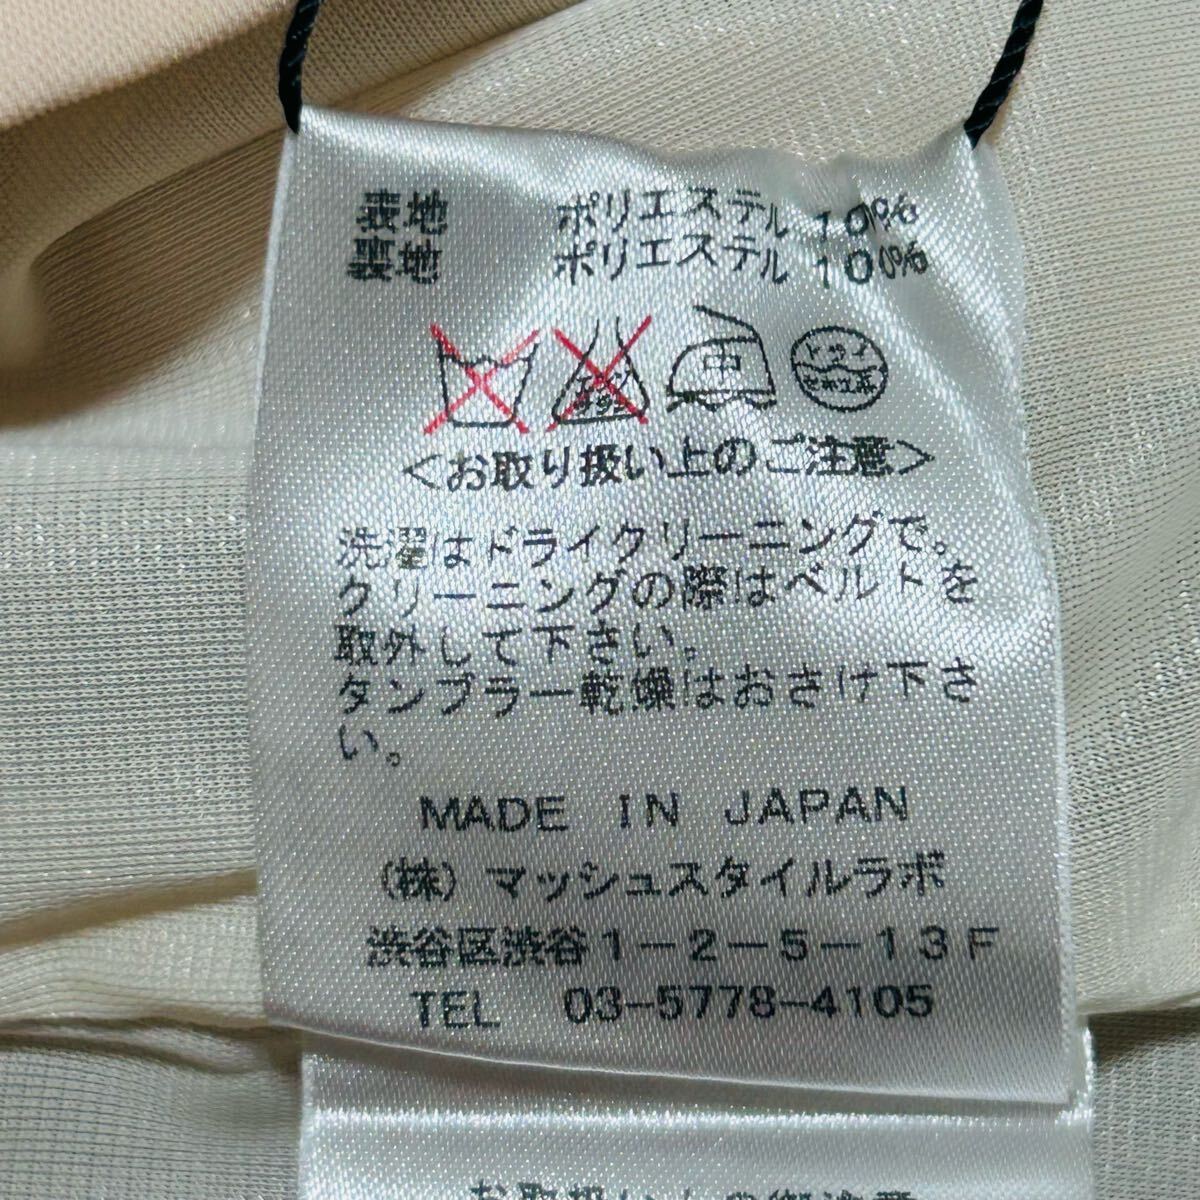 表地 ポリエステル 100%
裏地 ポリエステル 100%
中
ドライ
セキユ系
<お取り扱い上のご注意>
洗濯はドライクリーニングで。
クリーニングの際はベルトを
取外して下さい。
タンブラー乾燥はおさけ下さ
い。
MADE IN JAPAN
(株) マッシュスタイルラボ
渋谷区渋谷1-2-5-13F
TEL 03-5778-4105